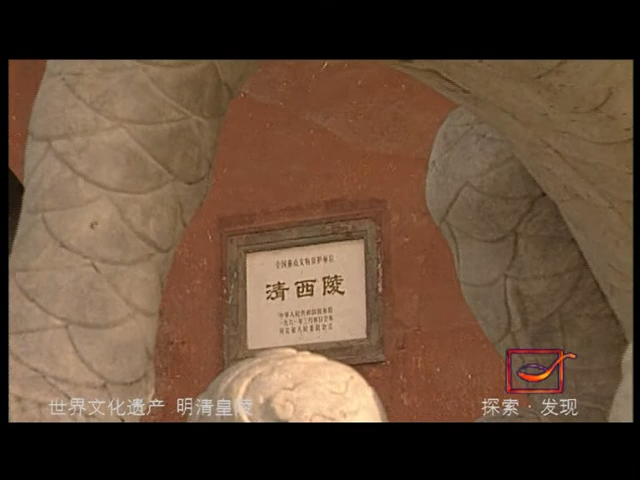 全国重点文物保护单位
清西陵
中华人民共和国国务院
一九六一年三月四日公布
河北省人民委员会立
世界文化遗产 明清皇陵
探索·发现